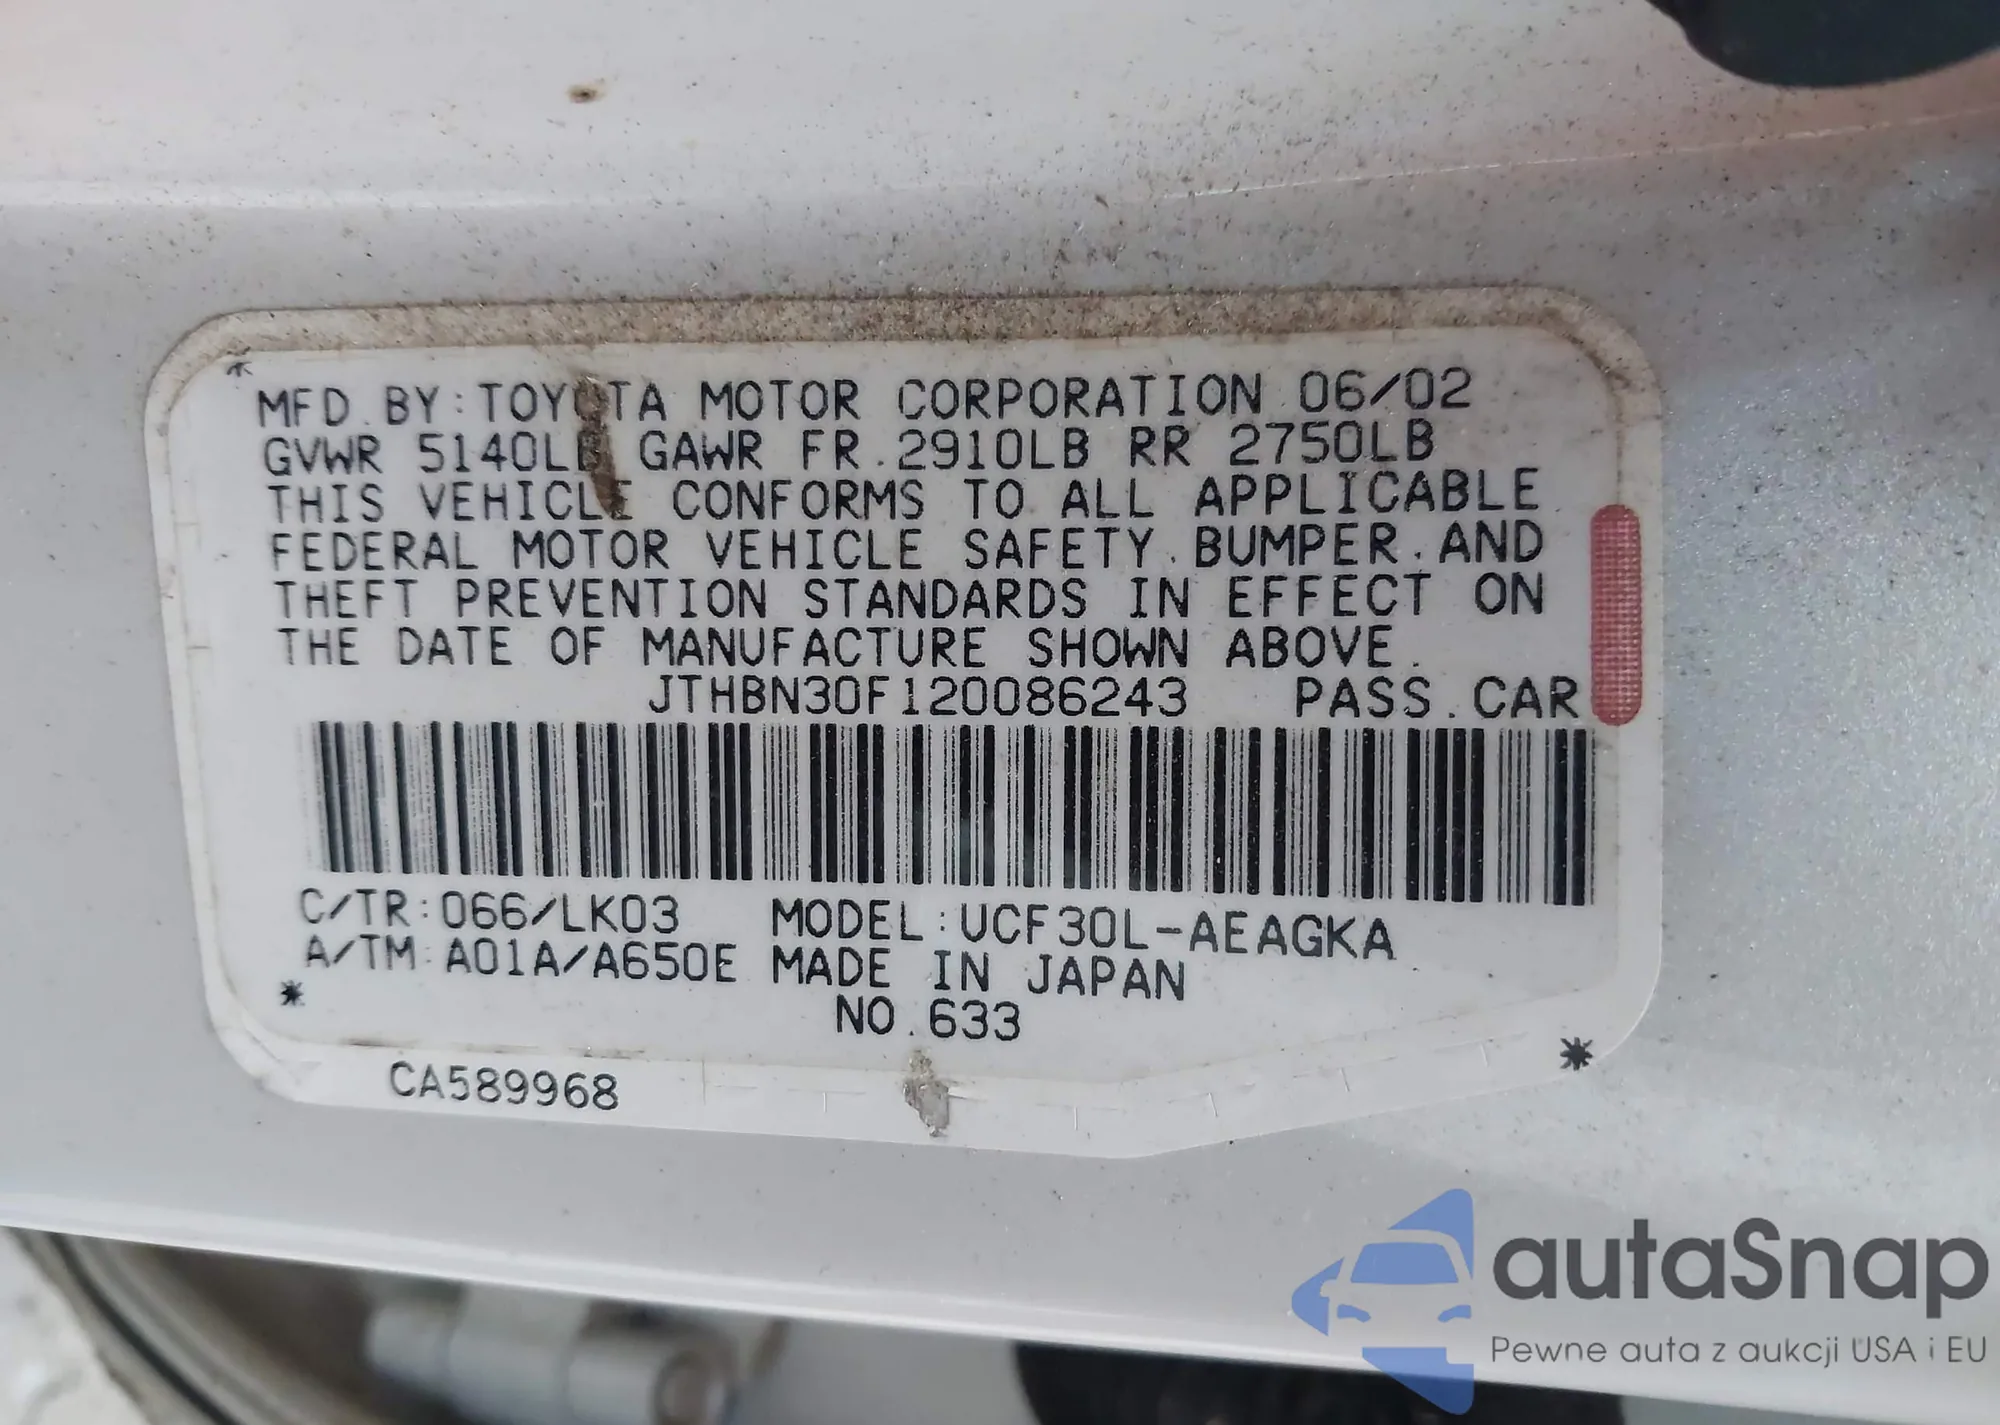 MFD. BY: TOYOTA MOTOR CORPORATION 06/02
GVWR 5140LB GAWR FR. 2910LB RR 2750LB
THIS VEHICLE CONFORMS TO ALL APPLICABLE
FEDERAL MOTOR VEHICLE SAFETY. BUMPER. AND
THEFT PREVENTION STANDARDS IN EFFECT ON
THE DATE OF MANUFACTURE SHOWN ABOVE.
JTHBN30F120086243 PASS. CAR
C/TR: 066/LK03 MODEL: UCF30L-AEAGKA
A/TM: A01A/A650E MADE IN JAPAN
NO. 633
CA589968
autaSnap
Pewne auta z aukcji USA i EU